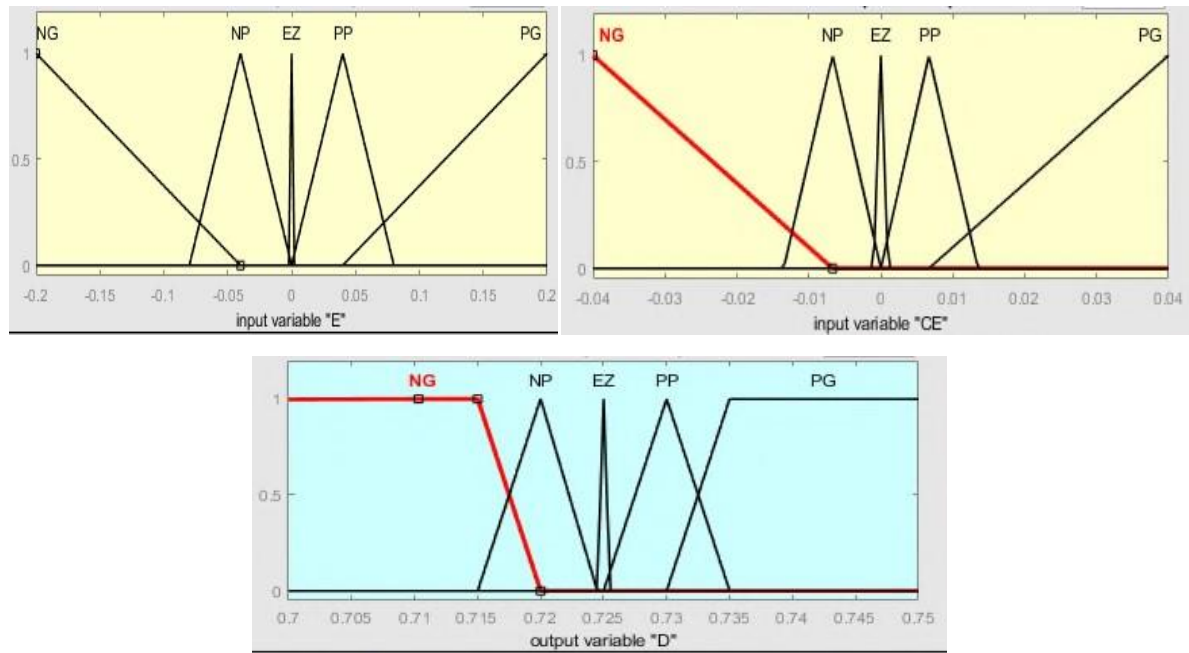 NG NP EZ PP PG
1
0.5
0
-0.2 -0.15 -0.1 -0.05 0 0.05 0.1 0.15 0.2
input variable "E"
NG NP EZ PP PG
1
0.5
0
-0.04 -0.03 -0.02 -0.01 0 0.01 0.02 0.03 0.04
input variable "CE"
NG NP EZ PP PG
1
0.5
0
0.7 0.705 0.71 0.715 0.72 0.725 0.73 0.735 0.74 0.745 0.75
output variable "D"